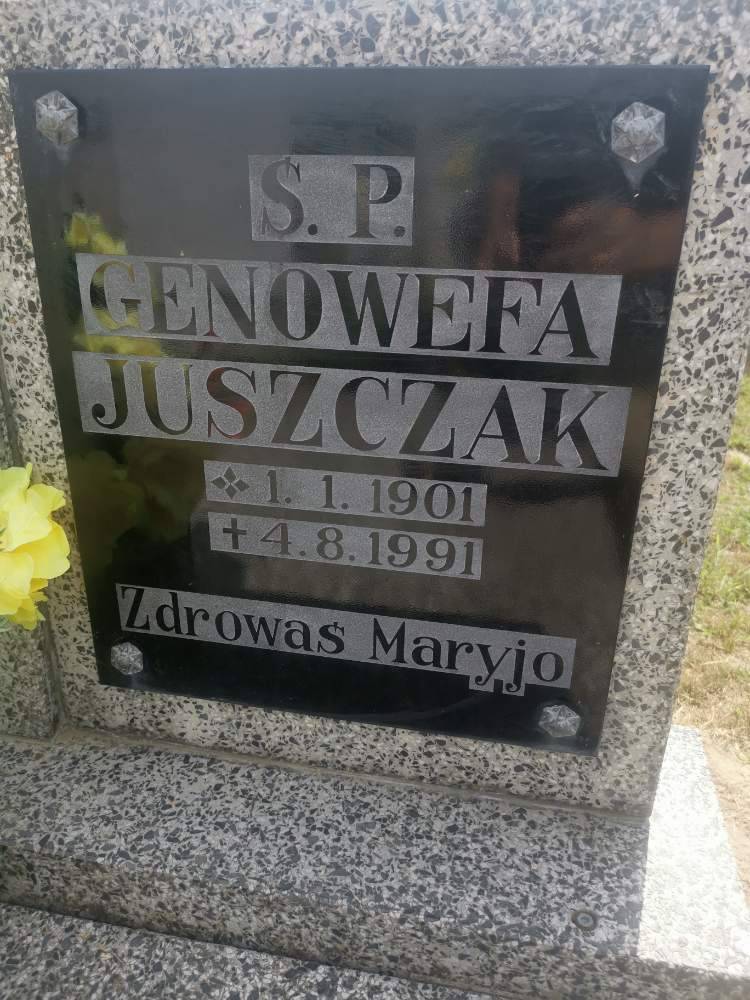 Ś. P.
GENOWEFA
JUSZCZAK
✥ 1. 1. 1901
✝ 4. 8. 1991
Zdrowaś Maryjo